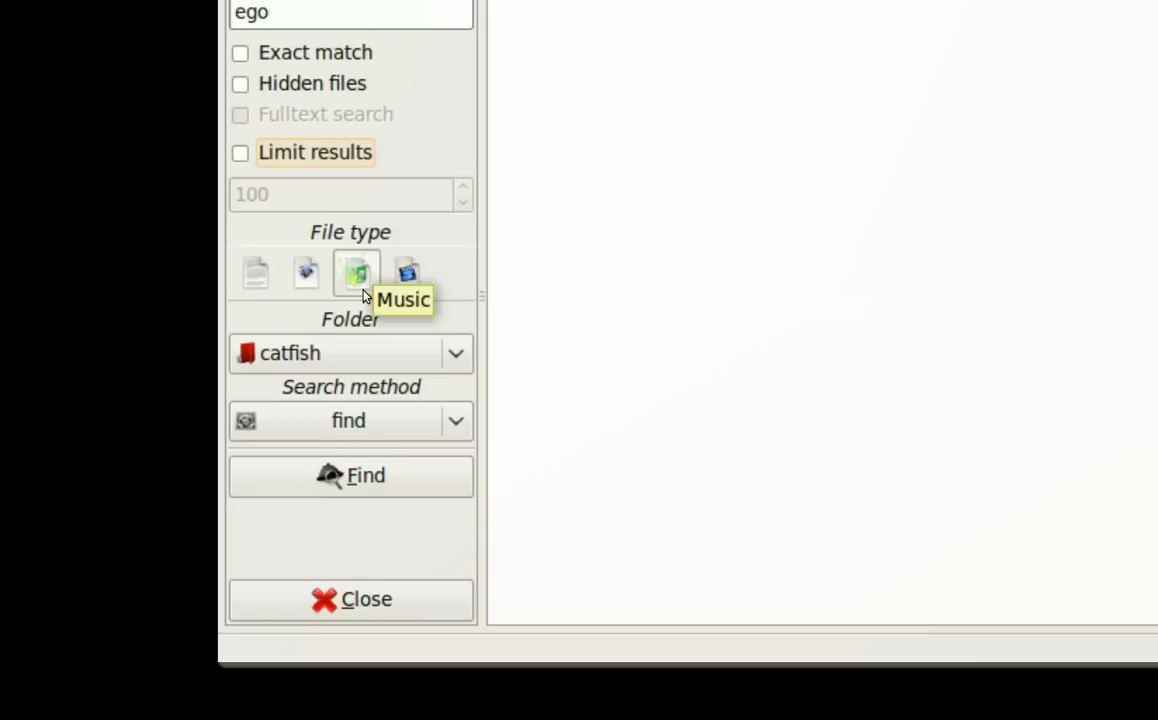 ego
Exact match
Hidden files
Fulltext search
Limit results
100
File type
Music
Folder
catfish
Search method
find
Find
Close